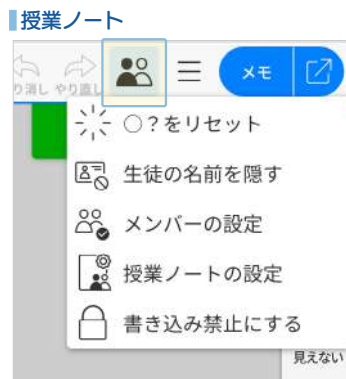 授業ノート
り消し やり直し メモ
○?をリセット
生徒の名前を隠す
メンバーの設定
授業ノートの設定
書き込み禁止にする
見えない